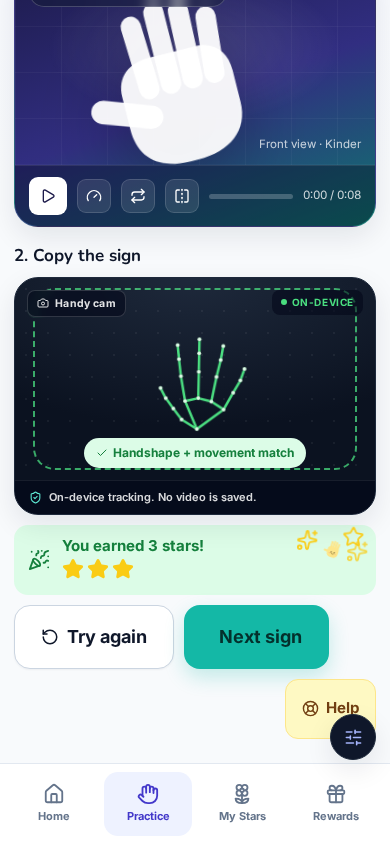 Front view · Kinder
0:00 / 0:08
2. Copy the sign
Handy cam
ON-DEVICE
Handshape + movement match
On-device tracking. No video is saved.
You earned 3 stars!
Try again
Next sign
Help
Home
Practice
My Stars
Rewards